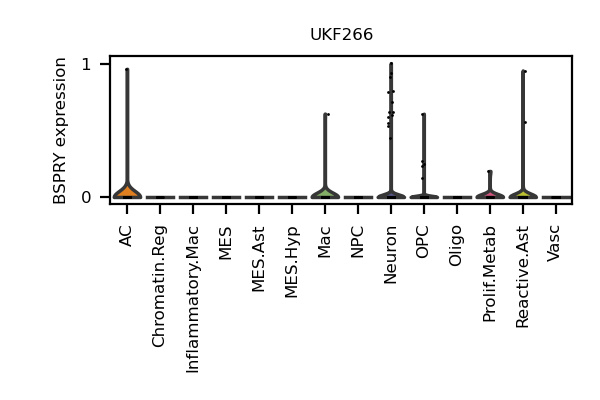 UKF266
BSPRY expression
1
0
AC
Chromatin.Reg
Inflammatory.Mac
MES
MES.Ast
MES.Hyp
Mac
NPC
Neuron
OPC
Oligo
Prolif.Metab
Reactive.Ast
Vasc